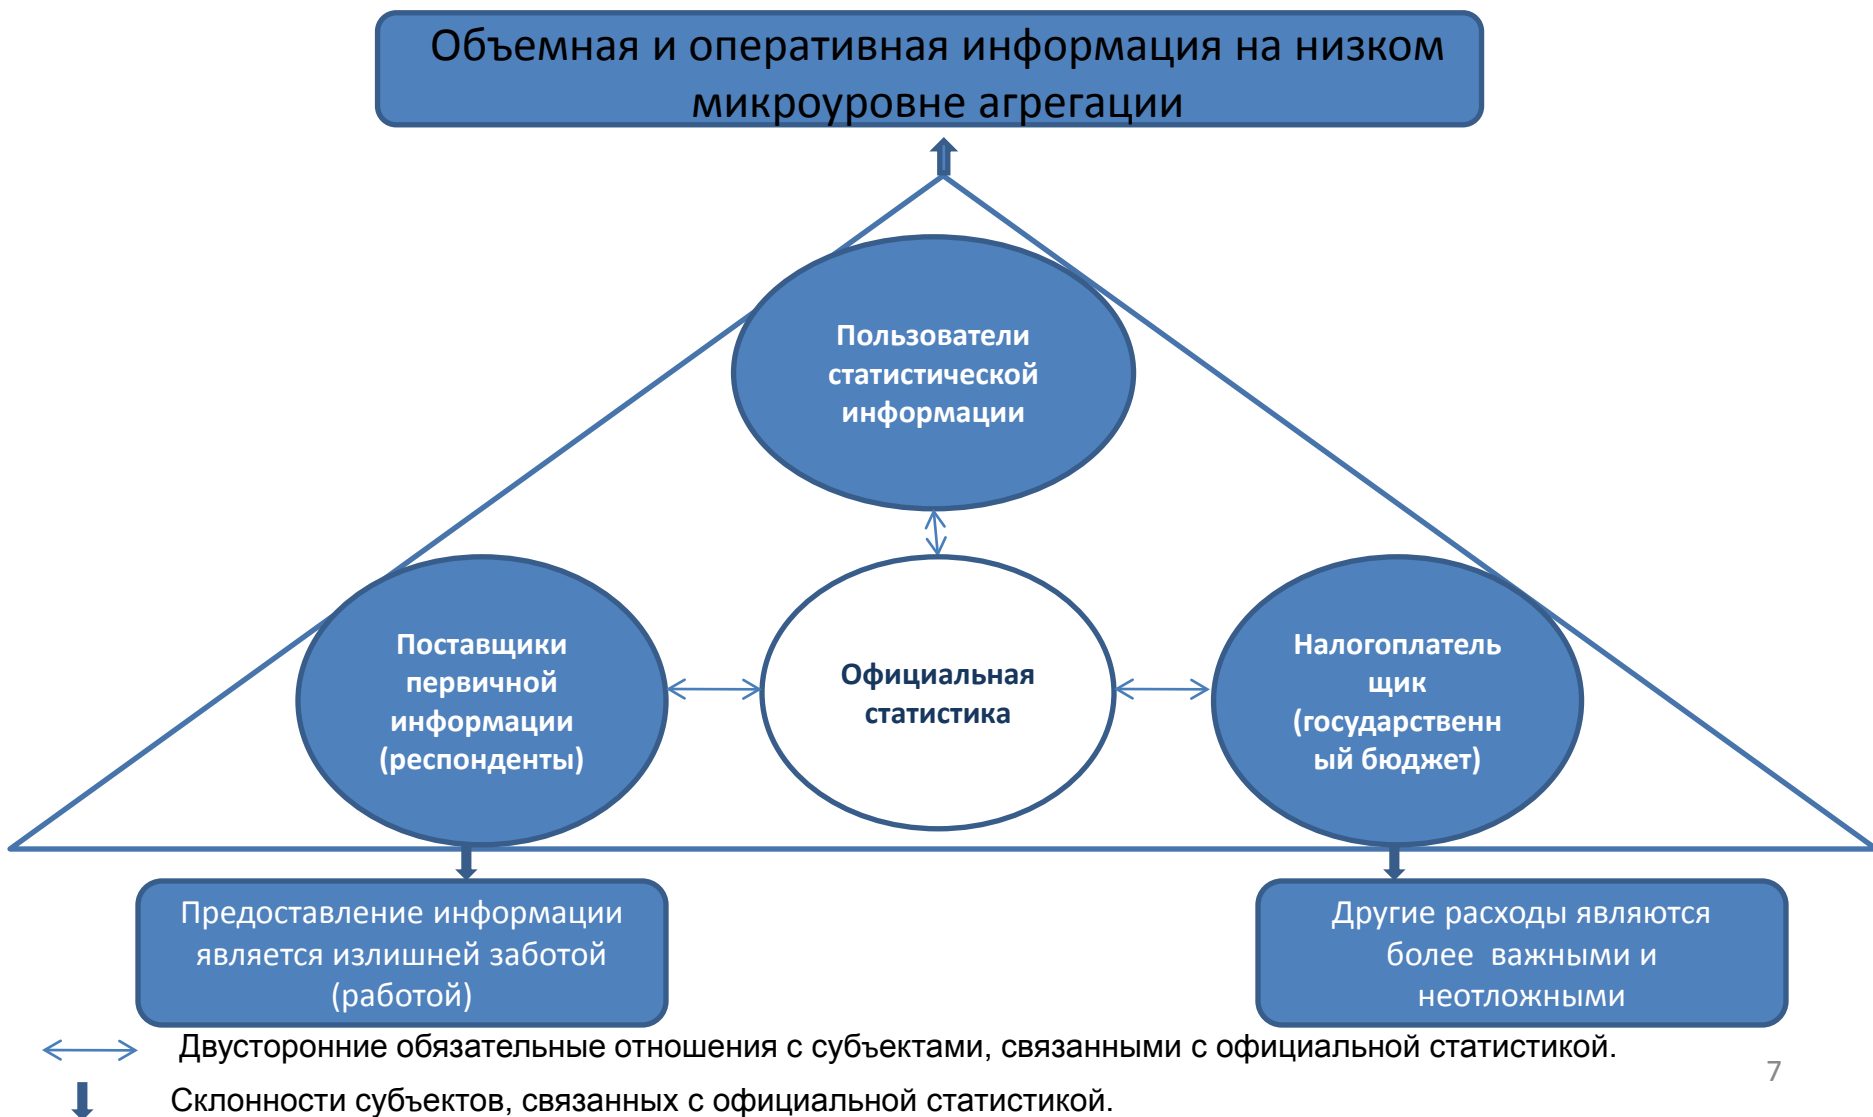 Объемная и оперативная информация на низком
микроуровне агрегации
Пользователи
статистической
информации
Поставщики
первичной
информации
(респонденты)
Официальная
статистика
Налогоплатель
щик
(государственн
ый бюджет)
Предоставление информации
является излишней заботой
(работой)
Другие расходы являются
более важными и
неотложными
Двусторонние обязательные отношения с субъектами, связанными с официальной статистикой.
7
Склонности субъектов, связанных с официальной статистикой.